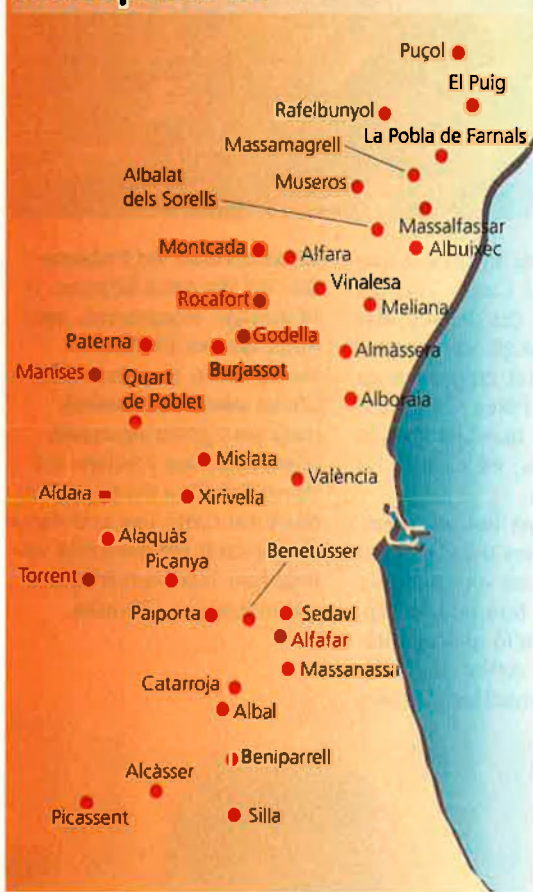 Puçol
El Puig
Rafelbunyol
La Pobla de Farnals
Massamagrell
Albalat
dels Sorells
Museros
Massalfassar
Montcada
Alfara
Albuixec
Vinalesa
Rocafort
Meliana
Godella
Paterna
Burjassot
Almàssera
Manises
Quart
de Poblet
Alboraia
Mislata
València
Aldaia
Xirivella
Alaquàs
Picanya
Benetússer
Torrent
Paiporta
Sedaví
Alfafar
Massanassa
Catarroja
Albal
Beniparrell
Alcàsser
Picassent
Silla